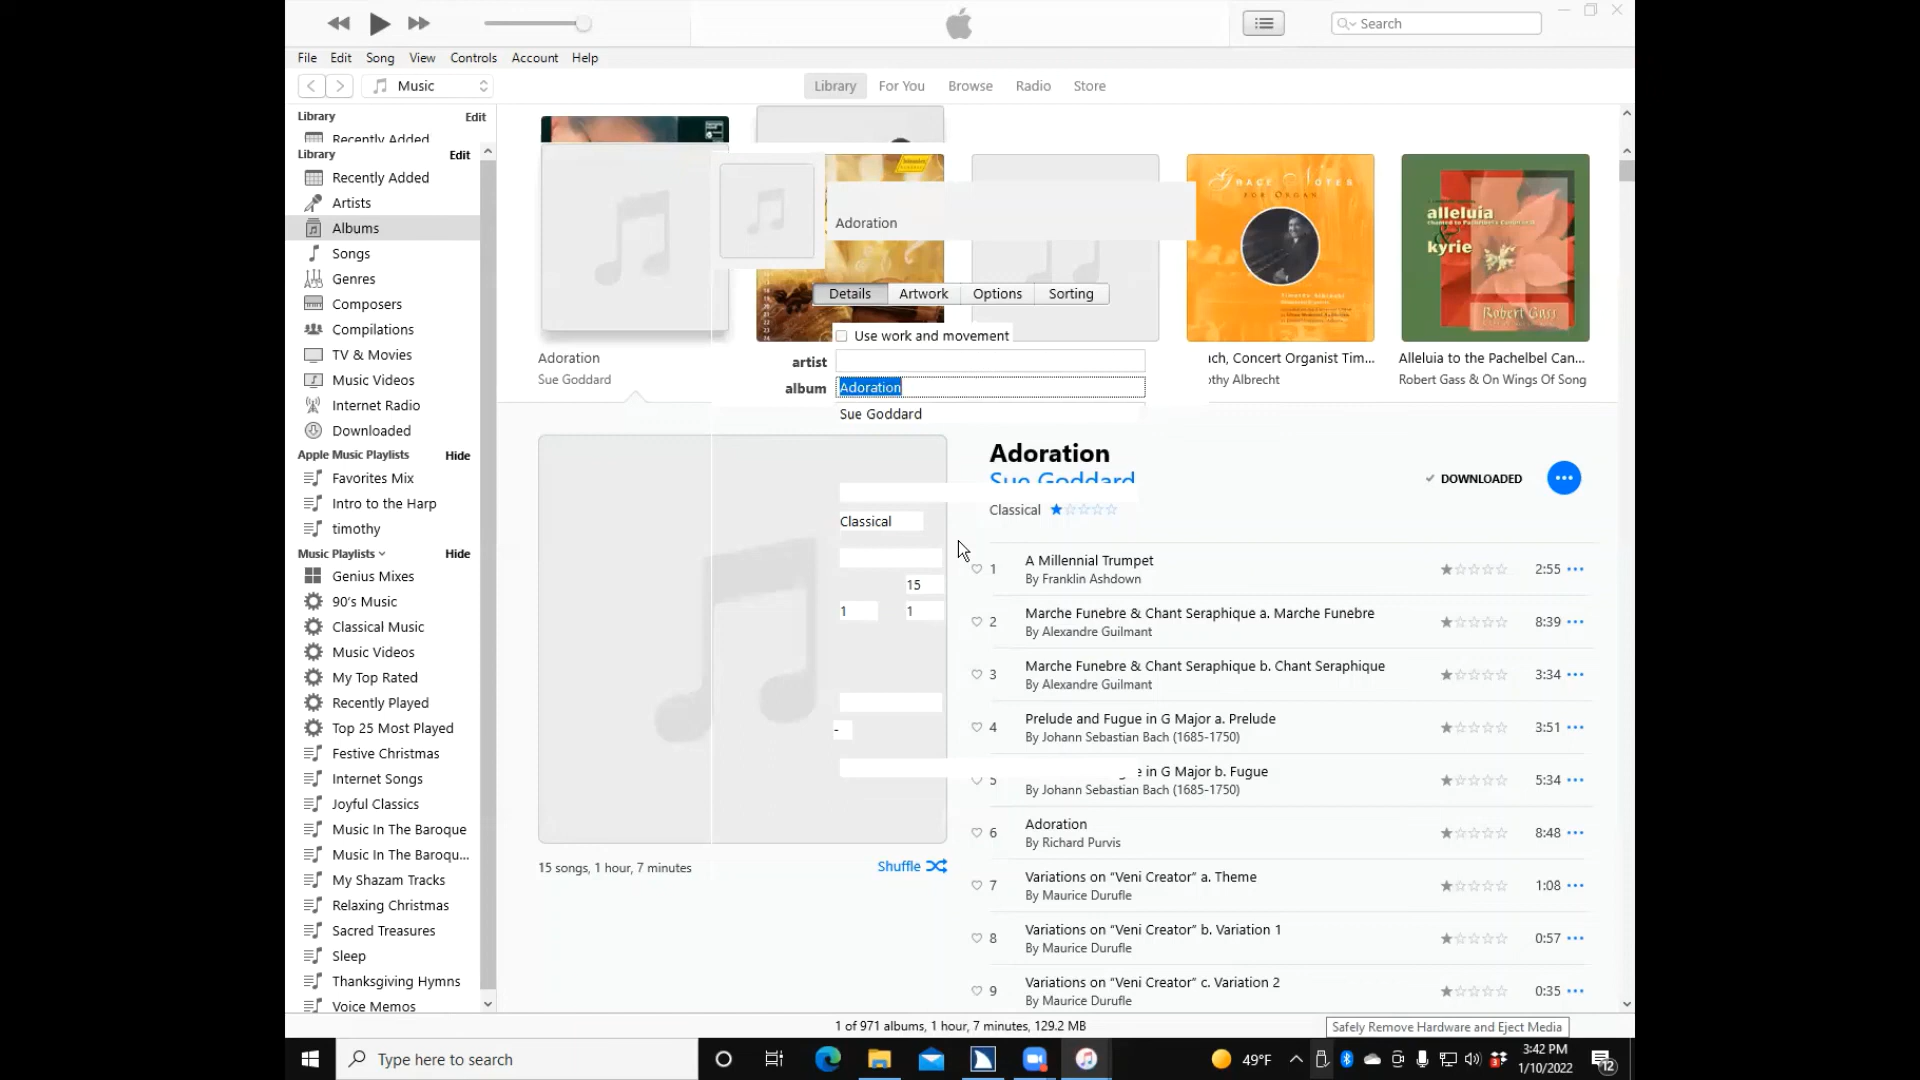 Search
File Edit Song View Controls Account Help
Music
Library For You Browse Radio Store
Library Edit
Recently Added
Library Edit
Recently Added
Artists
Albums
Songs
Genres
Composers
Compilations
TV & Movies
Music Videos
Internet Radio
Downloaded
Apple Music Playlists Hide
Favorites Mix
Intro to the Harp
timothy
Music Playlists Hide
Genius Mixes
90's Music
Classical Music
Music Videos
My Top Rated
Recently Played
Top 25 Most Played
Festive Christmas
Internet Songs
Joyful Classics
Music In The Baroque
Music In The Baroqu...
My Shazam Tracks
Relaxing Christmas
Sacred Treasures
Sleep
Thanksgiving Hymns
Voice Memos
Adoration
Details Artwork Options Sorting
Use work and movement
artist
album Adoration
Sue Goddard
Classical
15
1 1
-
GRACE NOTES
FOR ORGAN
alleluia
kyrie
Robert Gass
Adoration
Sue Goddard
ch, Concert Organist Tim...
thy Albrecht
Alleluia to the Pachelbel Can...
Robert Gass & On Wings Of Song
Adoration
Sue Goddard
Classical
DOWNLOADED
1 A Millennial Trumpet 2:55
By Franklin Ashdown
2 Marche Funebre & Chant Seraphique a. Marche Funebre 8:39
By Alexandre Guilmant
3 Marche Funebre & Chant Seraphique b. Chant Seraphique 3:34
By Alexandre Guilmant
4 Prelude and Fugue in G Major a. Prelude 3:51
By Johann Sebastian Bach (1685-1750)
5 in G Major b. Fugue 5:34
By Johann Sebastian Bach (1685-1750)
6 Adoration 8:48
By Richard Purvis
7 Variations on “Veni Creator” a. Theme 1:08
By Maurice Durufle
8 Variations on “Veni Creator” b. Variation 1 0:57
By Maurice Durufle
9 Variations on “Veni Creator” c. Variation 2 0:35
By Maurice Durufle
15 songs, 1 hour, 7 minutes
Shuffle
1 of 971 albums, 1 hour, 7 minutes, 129.2 MB
Safely Remove Hardware and Eject Media
Type here to search
49°F
3:42 PM
1/10/2022
12